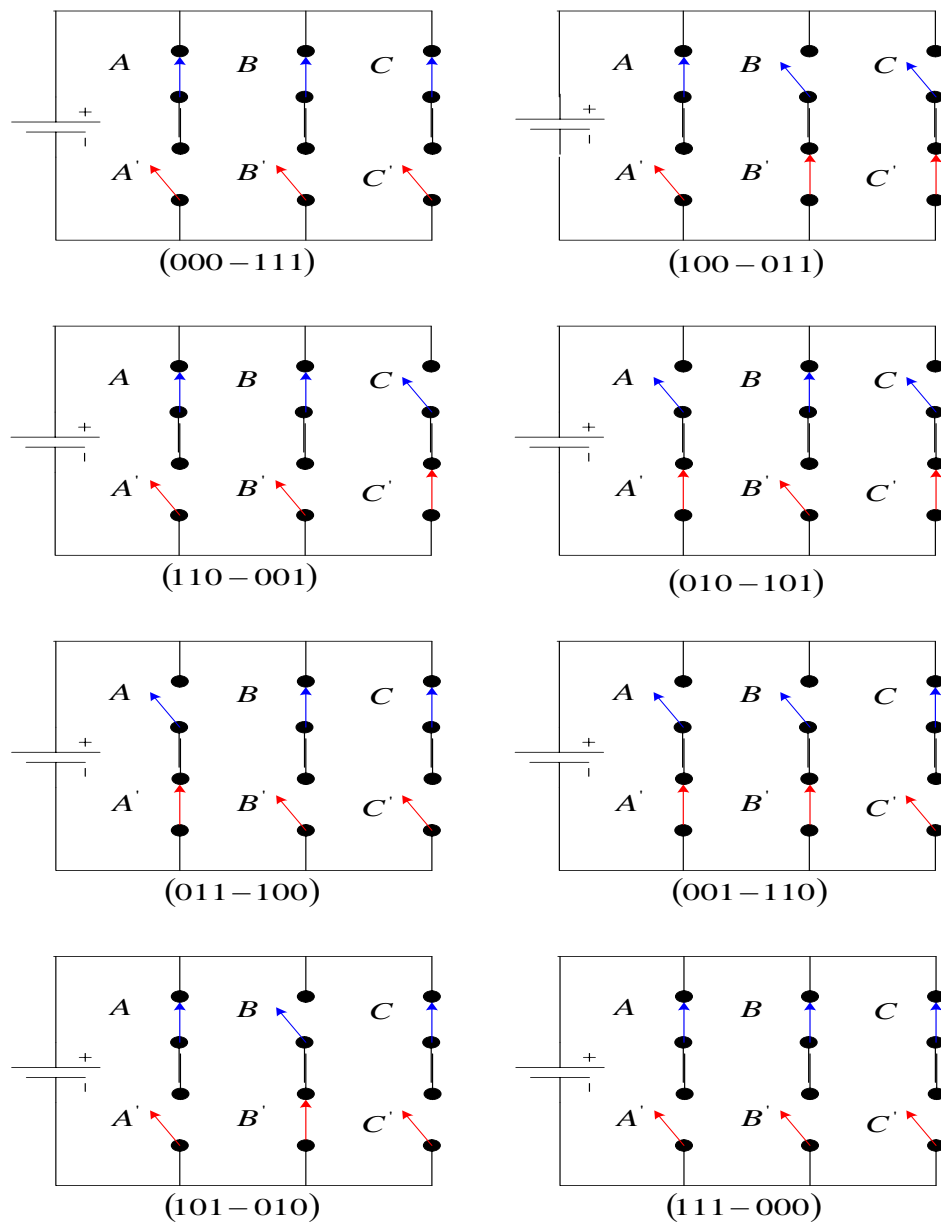 A B C
+
–
A' B' C'
(000–111)
A B C
+
–
A' B' C'
(100–011)
A B C
+
–
A' B' C'
(110–001)
A B C
+
–
A' B' C'
(010–101)
A B C
+
–
A' B' C'
(011–100)
A B C
+
–
A' B' C'
(001–110)
A B C
+
–
A' B' C'
(101–010)
A B C
+
–
A' B' C'
(111–000)